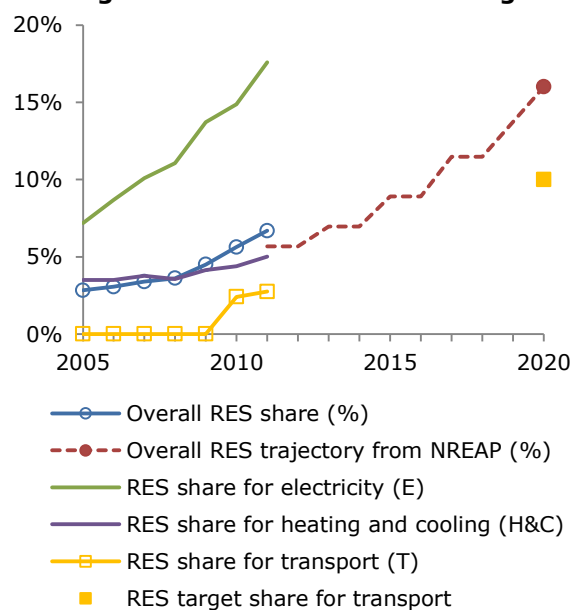 20%
15%
10%
5%
0%
2005
2010
2015
2020
Overall RES share (%)
Overall RES trajectory from NREAP (%)
RES share for electricity (E)
RES share for heating and cooling (H&C)
RES share for transport (T)
RES target share for transport